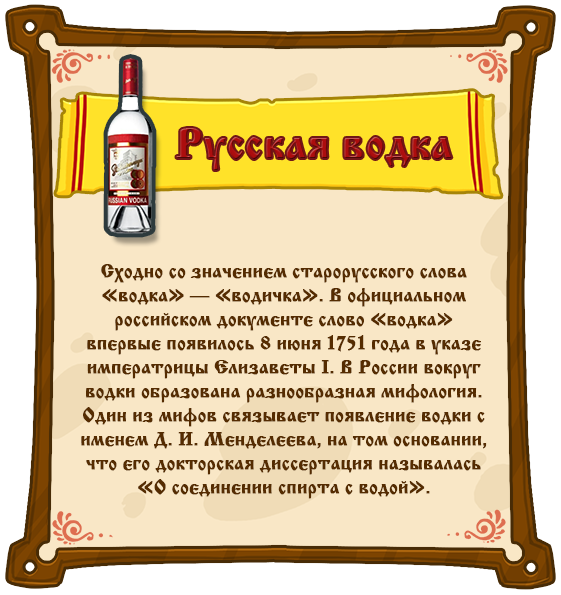 Русская водка
RUSSIAN VODKA
Сходно со значением старорусского слова
«водка» — «водичка». В официальном
российском документе слово «водка»
впервые появилось 8 июня 1751 года в указе
императрицы Елизаветы I. В России вокруг
водки образована разнообразная мифология.
Один из мифов связывает появление водки с
именем Д. И. Менделеева, на том основании,
что его докторская диссертация называлась
«О соединении спирта с водой».